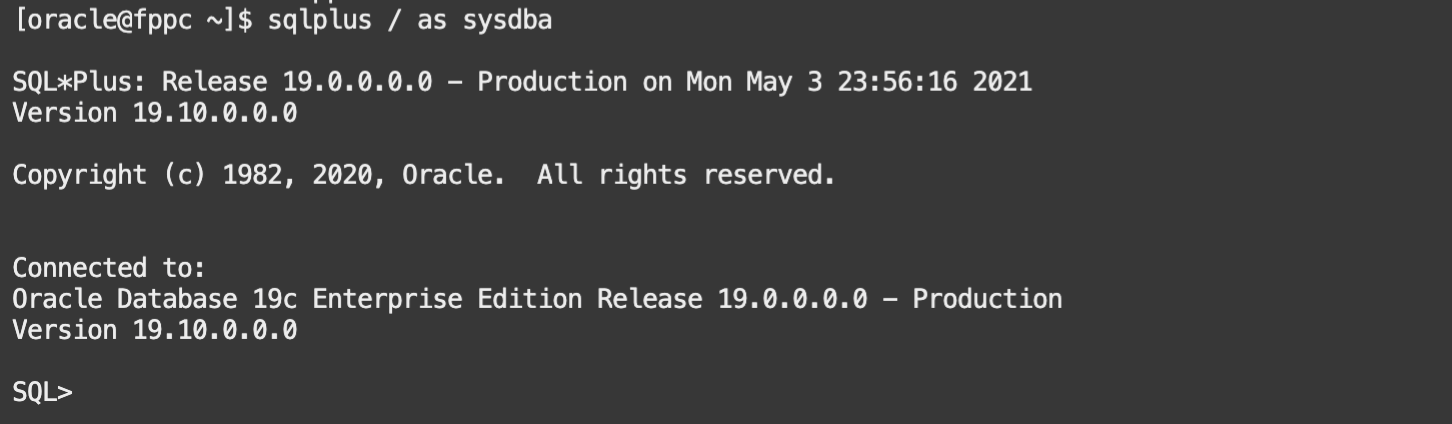 [oracle@fppc ~]$ sqlplus / as sysdba
SQL*Plus: Release 19.0.0.0.0 – Production on Mon May 3 23:56:16 2021
Version 19.10.0.0.0
Copyright (c) 1982, 2020, Oracle.  All rights reserved.
Connected to:
Oracle Database 19c Enterprise Edition Release 19.0.0.0.0 – Production
Version 19.10.0.0.0
SQL>